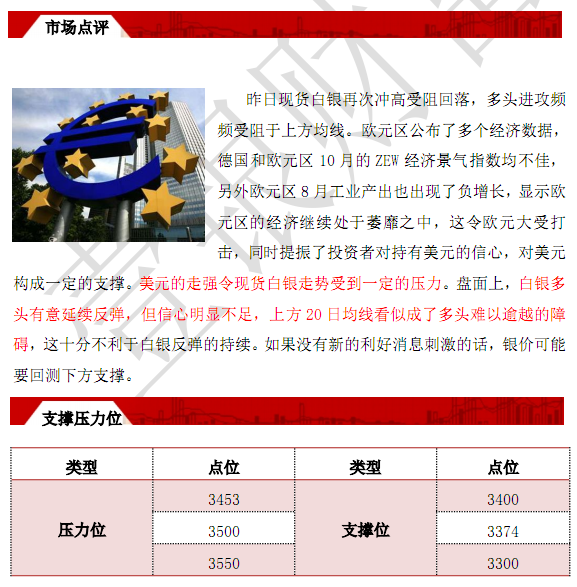 市场点评
昨日现货白银再次冲高受阻回落，多头进攻频
频受阻于上方均线。欧元区公布了多个经济数据，
德国和欧元区 10 月的 ZEW 经济景气指数均不佳，
另外欧元区 8 月工业产出也出现了负增长，显示欧
元区的经济继续处于萎靡之中，这令欧元大受打
击，同时提振了投资者对持有美元的信心，对美元
构成一定的支撑。美元的走强令现货白银走势受到一定的压力。盘面上，白银多
头有意延续反弹，但信心明显不足，上方 20 日均线看似成了多头难以逾越的障
碍，这十分不利于白银反弹的持续。如果没有新的利好消息刺激的话，银价可能
要回测下方支撑。
支撑压力位
类型 点位 类型 点位
3453 3400
压力位 3500 支撑位 3374
3550 3300